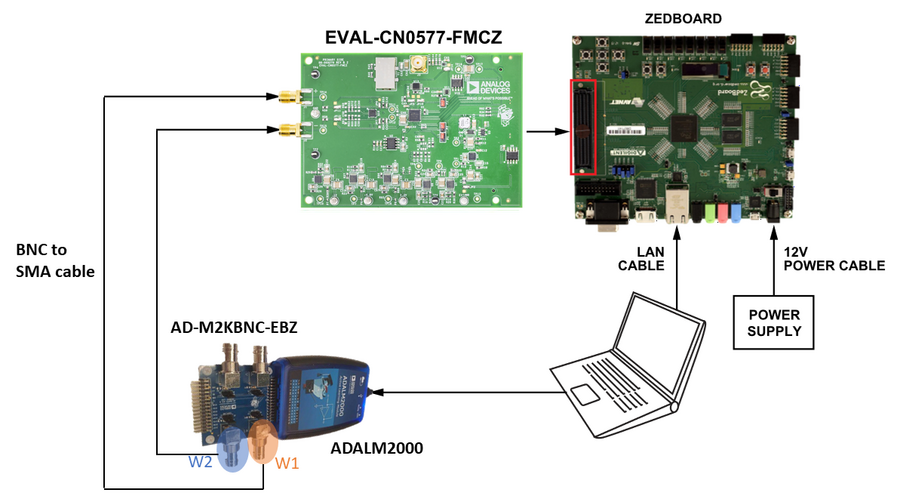 ZEDBOARD
EVAL-CN0577-FMCZ
ANALOG
DEVICES
AVNET
ZedBoard
DIGILENT
BNC to
SMA cable
LAN
CABLE
12V
POWER CABLE
POWER
SUPPLY
AD-M2KBNC-EBZ
ADALM2000
ADALM2000
W2
W1